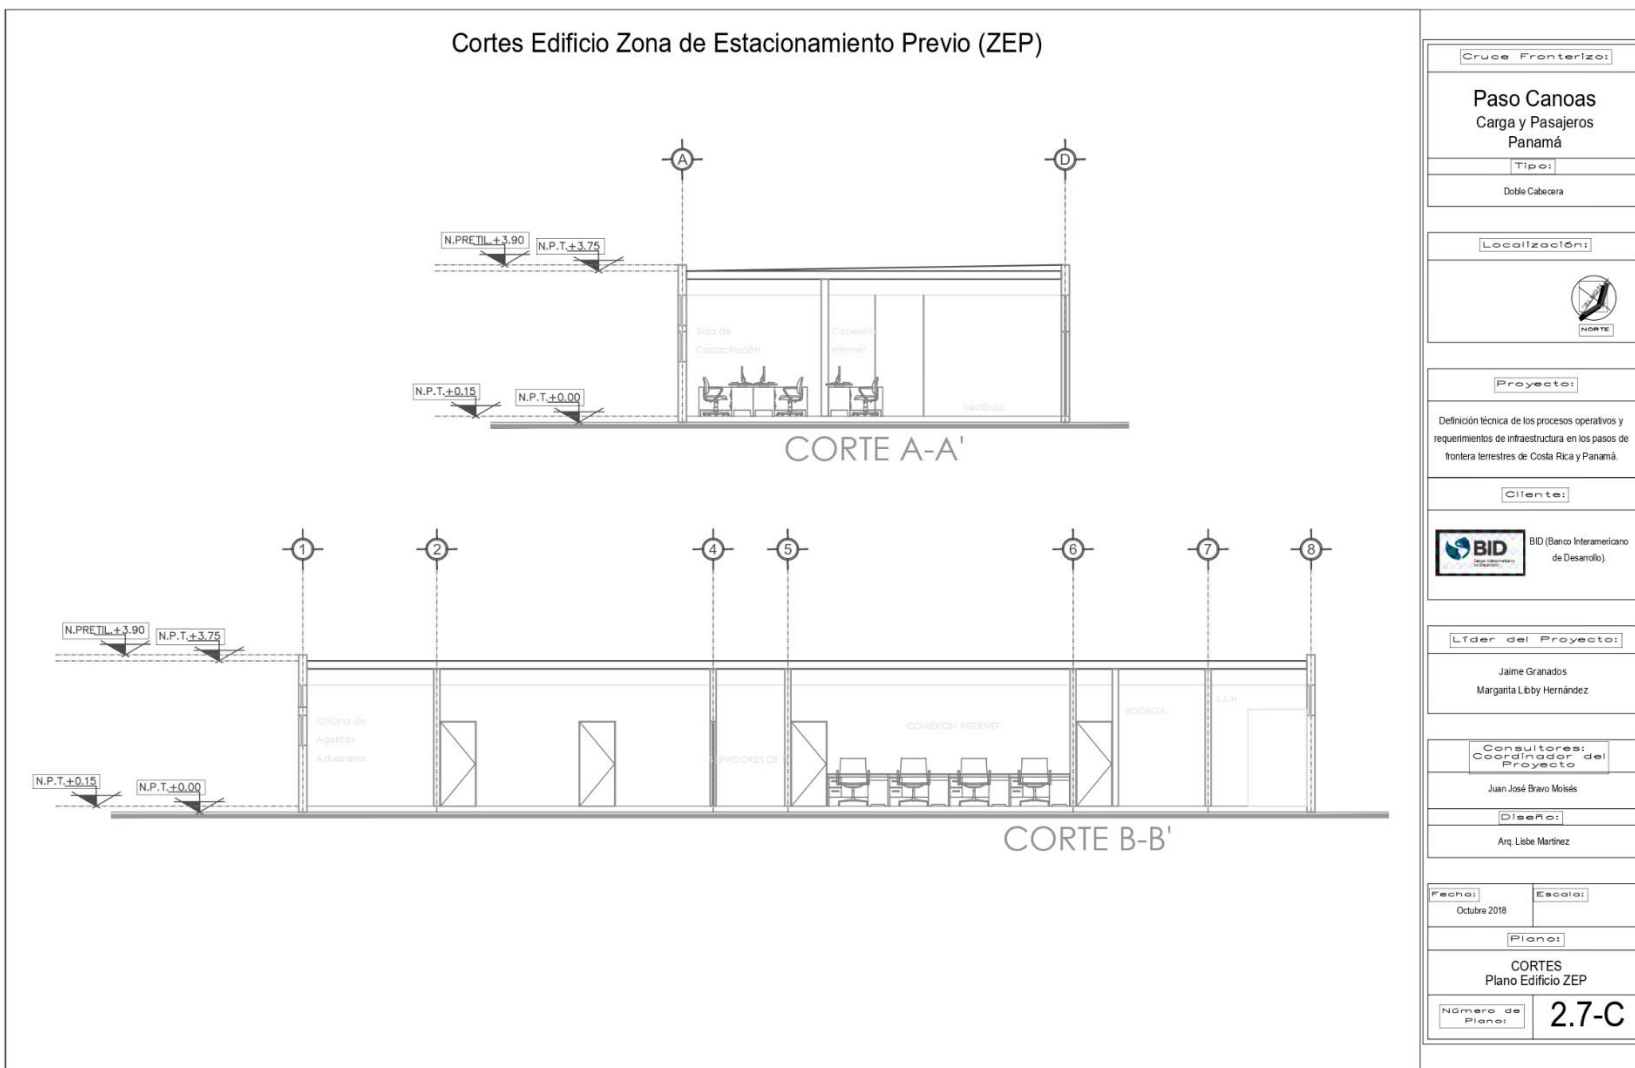 Cortes Edificio Zona de Estacionamiento Previo (ZEP)
A
D
N.PRETIL.+3.90
N.P.T.+3.75
Sala de
Capacitación
Conexión
Internet
N.P.T.+0.15
N.P.T.+0.00
Vestíbulo
CORTE A-A'
1
2
4
5
6
7
8
N.PRETIL.+3.90
N.P.T.+3.75
Oficina de
Agentes
Aduaneros
CONEXIÓN INTERNET
BODEGA
S.S.H
RVIDORES DE
N.P.T.+0.15
N.P.T.+0.00
CORTE B-B'
Cruce Fronterizo:
Paso Canoas
Carga y Pasajeros
Panamá
Tipo:
Doble Cabecera
Localización:
NORTE
Proyecto:
Definición técnica de los procesos operativos y
requerimientos de infraestructura en los pasos de
frontera terrestres de Costa Rica y Panamá.
Cliente:
BID
BID (Banco Interamericano
de Desarrollo)
Líder del Proyecto:
Jaime Granados
Margarita Libby Hernández
Consultores:
Coordinador del
Proyecto
Juan José Bravo Moisés
Diseño:
Arq. Lisbe Martínez
Fecha:
Octubre 2018
Escala:
Plano:
CORTES
Plano Edificio ZEP
Número de
Plano:
2.7-C